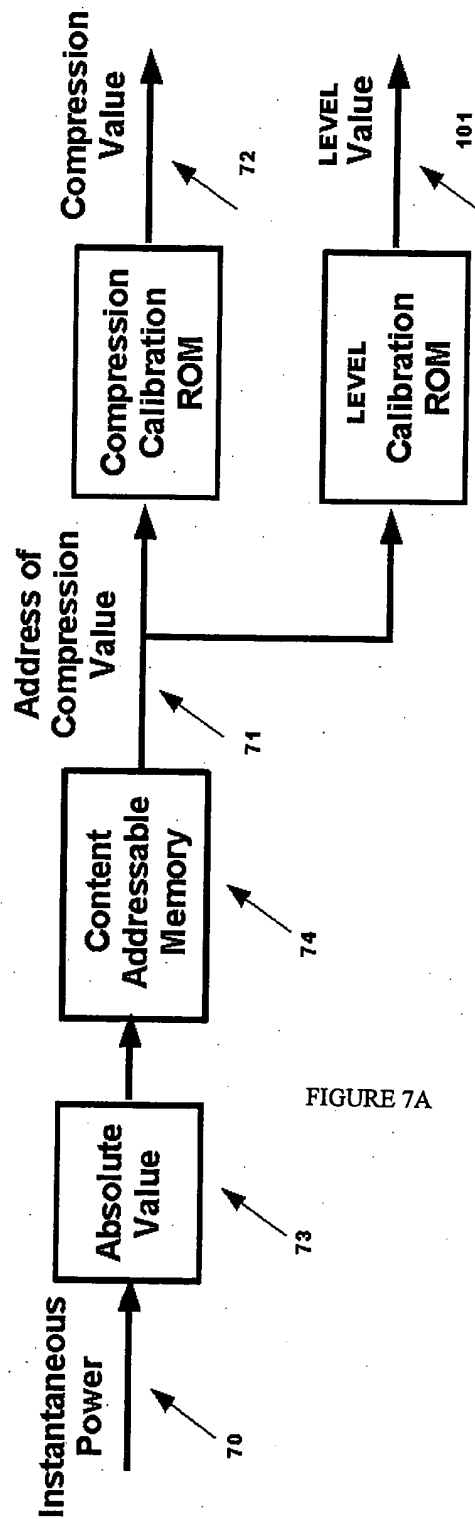 Instantaneous
Power
70
Absolute
Value
73
Content
Addressable
Memory
74
Address of
Compression
Value
71
Compression
Calibration
ROM
Compression
Value
72
LEVEL
Calibration
ROM
LEVEL
Value
101
FIGURE 7A